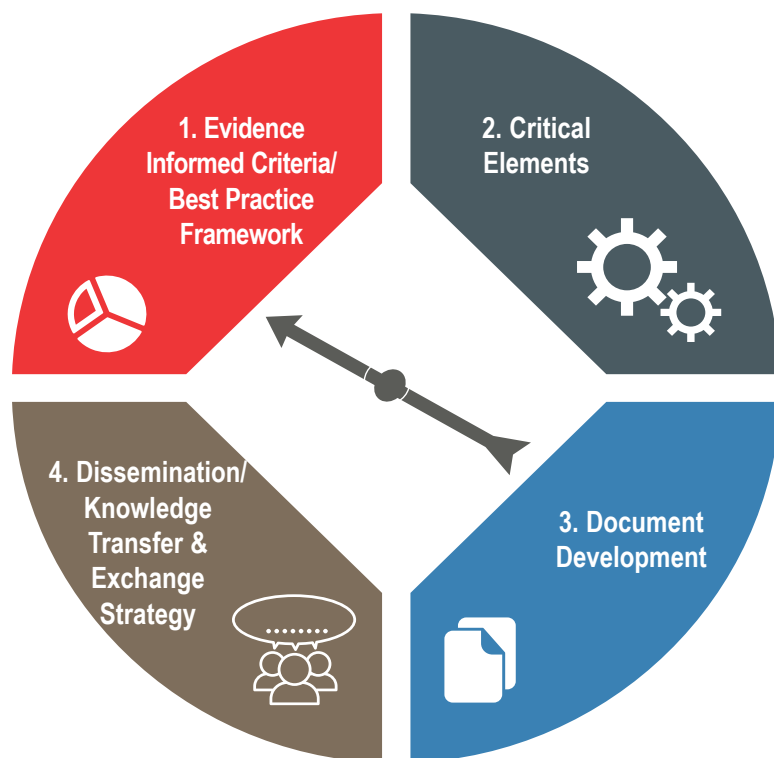 1. Evidence
Informed Criteria/
Best Practice
Framework
2. Critical
Elements
3. Document
Development
4. Dissemination/
Knowledge
Transfer &
Exchange
Strategy